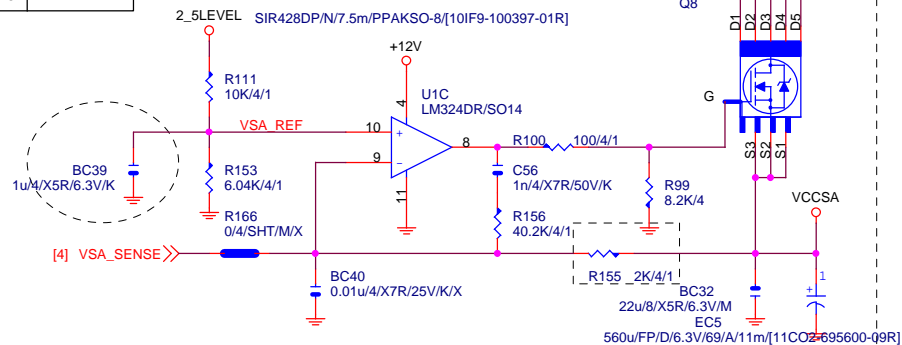 Q8
2_5LEVEL
SIR428DP/N/7.5m/PPAKSO-8/[10IF9-100397-01R]
D1
D2
D3
D4
D5
+12V
R111
10K/4/1
U1C
LM324DR/SO14
4
G
VSA_REF
10
+
8
R100
100/4/1
9
-
BC39
1u/4/X5R/6.3V/K
R153
6.04K/4/1
C56
1n/4/X7R/50V/K
R99
8.2K/4
S3
S2
S1
11
VCCSA
R166
0/4/SHT/M/X
R156
40.2K/4/1
[4] VSA_SENSE
R155
2K/4/1
BC40
0.01u/4/X7R/25V/K/X
BC32
22u/8/X5R/6.3V/M
1
+
EC5
560u/FP/D/6.3V/69/A/11m/[11CO2-695600-09R]